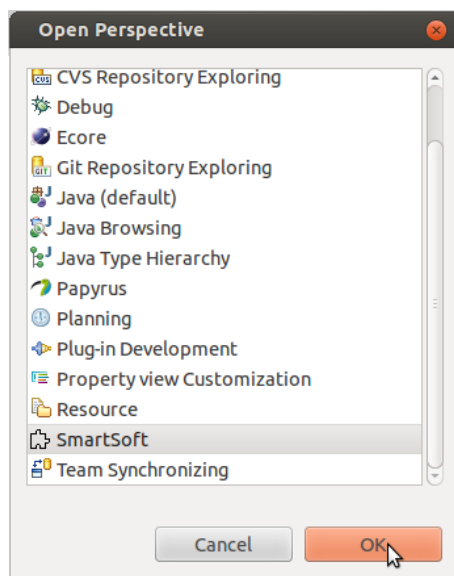 Open Perspective
CVS Repository Exploring
Debug
Ecore
Git Repository Exploring
Java (default)
Java Browsing
Java Type Hierarchy
Papyrus
Planning
Plug-in Development
Property view Customization
Resource
SmartSoft
Team Synchronizing
Cancel
OK